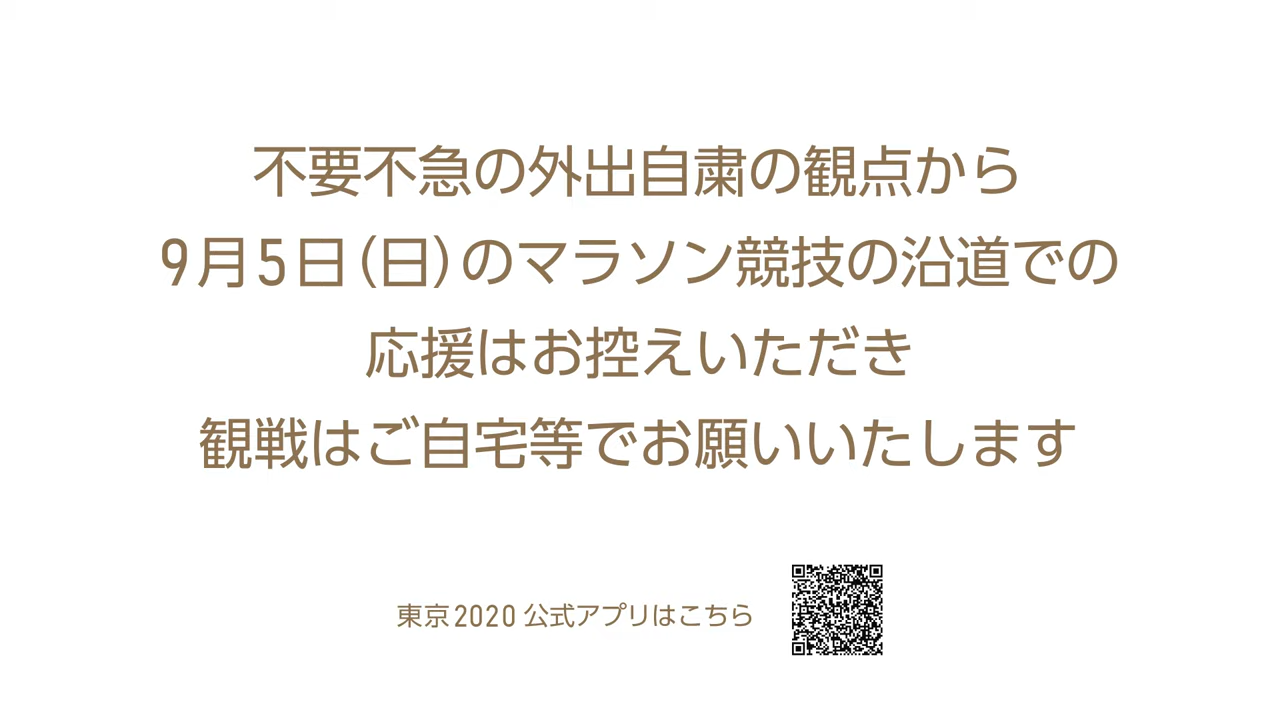 不要不急の外出自粛の観点から
9月5日(日)のマラソン競技の沿道での
応援はお控えいただき
観戦はご自宅等でお願いいたします
東京2020 公式アプリはこちら